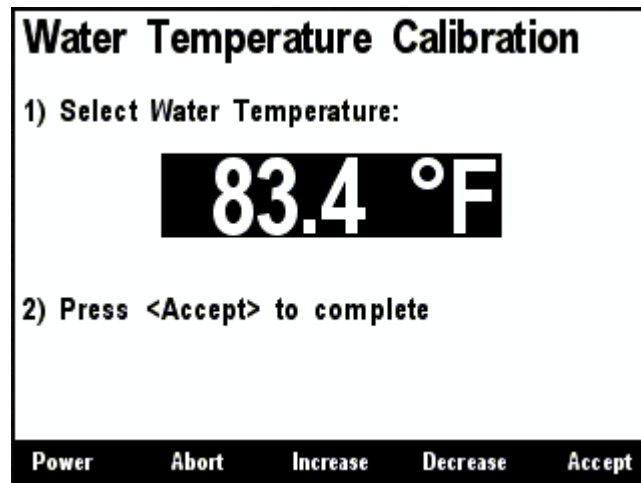 Water Temperature Calibration
1) Select Water Temperature:
83.4 °F
2) Press <Accept> to complete
Power Abort Increase Decrease Accept